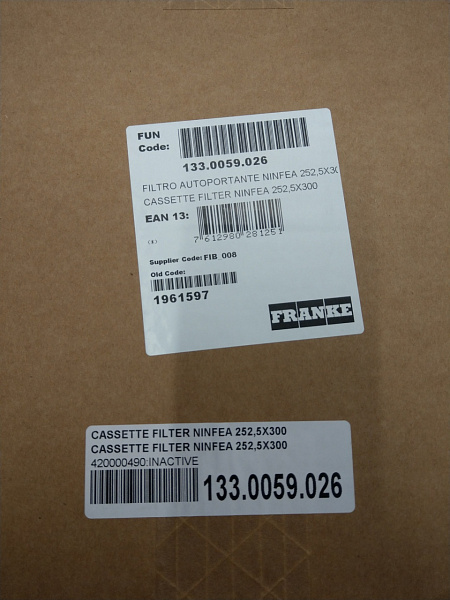 FUN
Code:
133.0059.026
FILTRO AUTOPORTANTE NINFEA 252,5X30
CASSETTE FILTER NINFEA 252,5X300
EAN 13:
7 612980 281251
Supplier Code: FIB_008
Old Code:
1961597
FRANKE
CASSETTE FILTER NINFEA 252,5X300
CASSETTE FILTER NINFEA 252,5X300
420000490:INACTIVE
133.0059.026